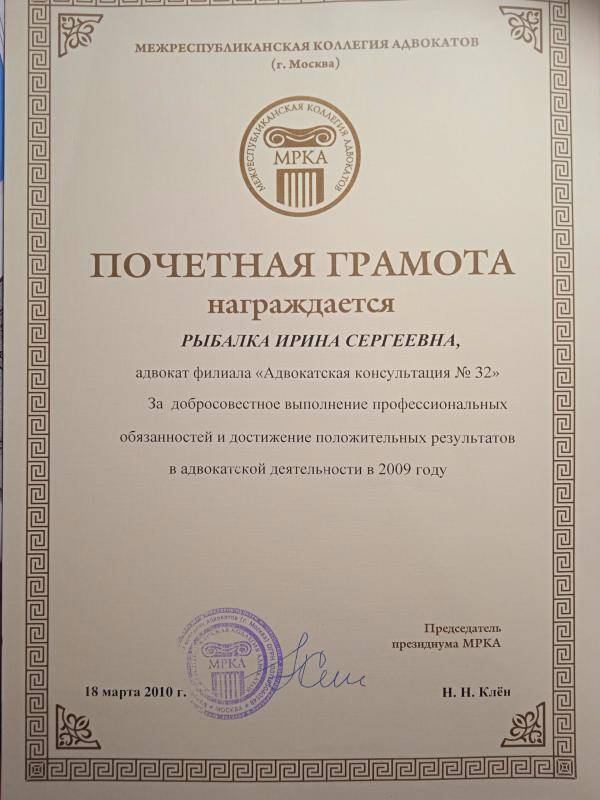 МЕЖРЕСПУБЛИКАНСКАЯ КОЛЛЕГИЯ АДВОКАТОВ
(г. Москва)
МЕЖРЕСПУБЛИКАНСКАЯ КОЛЛЕГИЯ АДВОКАТОВ
МРКА
ПОЧЕТНАЯ ГРАМОТА
награждается
РЫБАЛКА ИРИНА СЕРГЕЕВНА,
адвокат филиала «Адвокатская консультация № 32»
За добросовестное выполнение профессиональных
обязанностей и достижение положительных результатов
в адвокатской деятельности в 2009 году
МРКА
МОСКВА
Председатель
президиума МРКА
18 марта 2010 г.
Н. Н. Клён